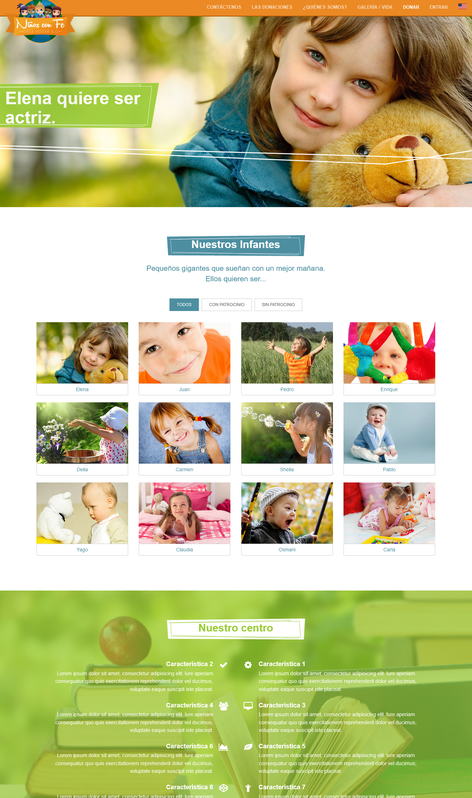 CONTÁCTENOS LAS DONACIONES ¿QUIÉNES SOMOS? GALERÍA / VIDA DONAR ENTRAR
Niños con Fe
Elena quiere ser
actriz.
Nuestros Infantes
Pequeños gigantes que sueñan con un mejor mañana.
Ellos quieren ser...
TODOS CON PATROCINIO SIN PATROCINIO
Elena Juan Pedro Enrique
Delia Carmen Sheila Pablo
Yago Claudia Osmani Carla
Nuestro centro
Característica 2 Característica 1
Lorem ipsum dolor sit amet, consectetur adipisicing elit. Iure aperiam Lorem ipsum dolor sit amet, consectetur adipisicing elit. Iure aperiam
consequatur quo quis exercitationem reprehenderit dolor vel ducimus, consequatur quo quis exercitationem reprehenderit dolor vel ducimus,
voluptate eaque suscipit iste placeat. voluptate eaque suscipit iste placeat.
Característica 4 Característica 3
Lorem ipsum dolor sit amet, consectetur adipisicing elit. Iure aperiam Lorem ipsum dolor sit amet, consectetur adipisicing elit. Iure aperiam
consequatur quo quis exercitationem reprehenderit dolor vel ducimus, consequatur quo quis exercitationem reprehenderit dolor vel ducimus,
voluptate eaque suscipit iste placeat. voluptate eaque suscipit iste placeat.
Característica 6 Característica 5
Lorem ipsum dolor sit amet, consectetur adipisicing elit. Iure aperiam Lorem ipsum dolor sit amet, consectetur adipisicing elit. Iure aperiam
consequatur quo quis exercitationem reprehenderit dolor vel ducimus, consequatur quo quis exercitationem reprehenderit dolor vel ducimus,
voluptate eaque suscipit iste placeat. voluptate eaque suscipit iste placeat.
Característica 8 Característica 7